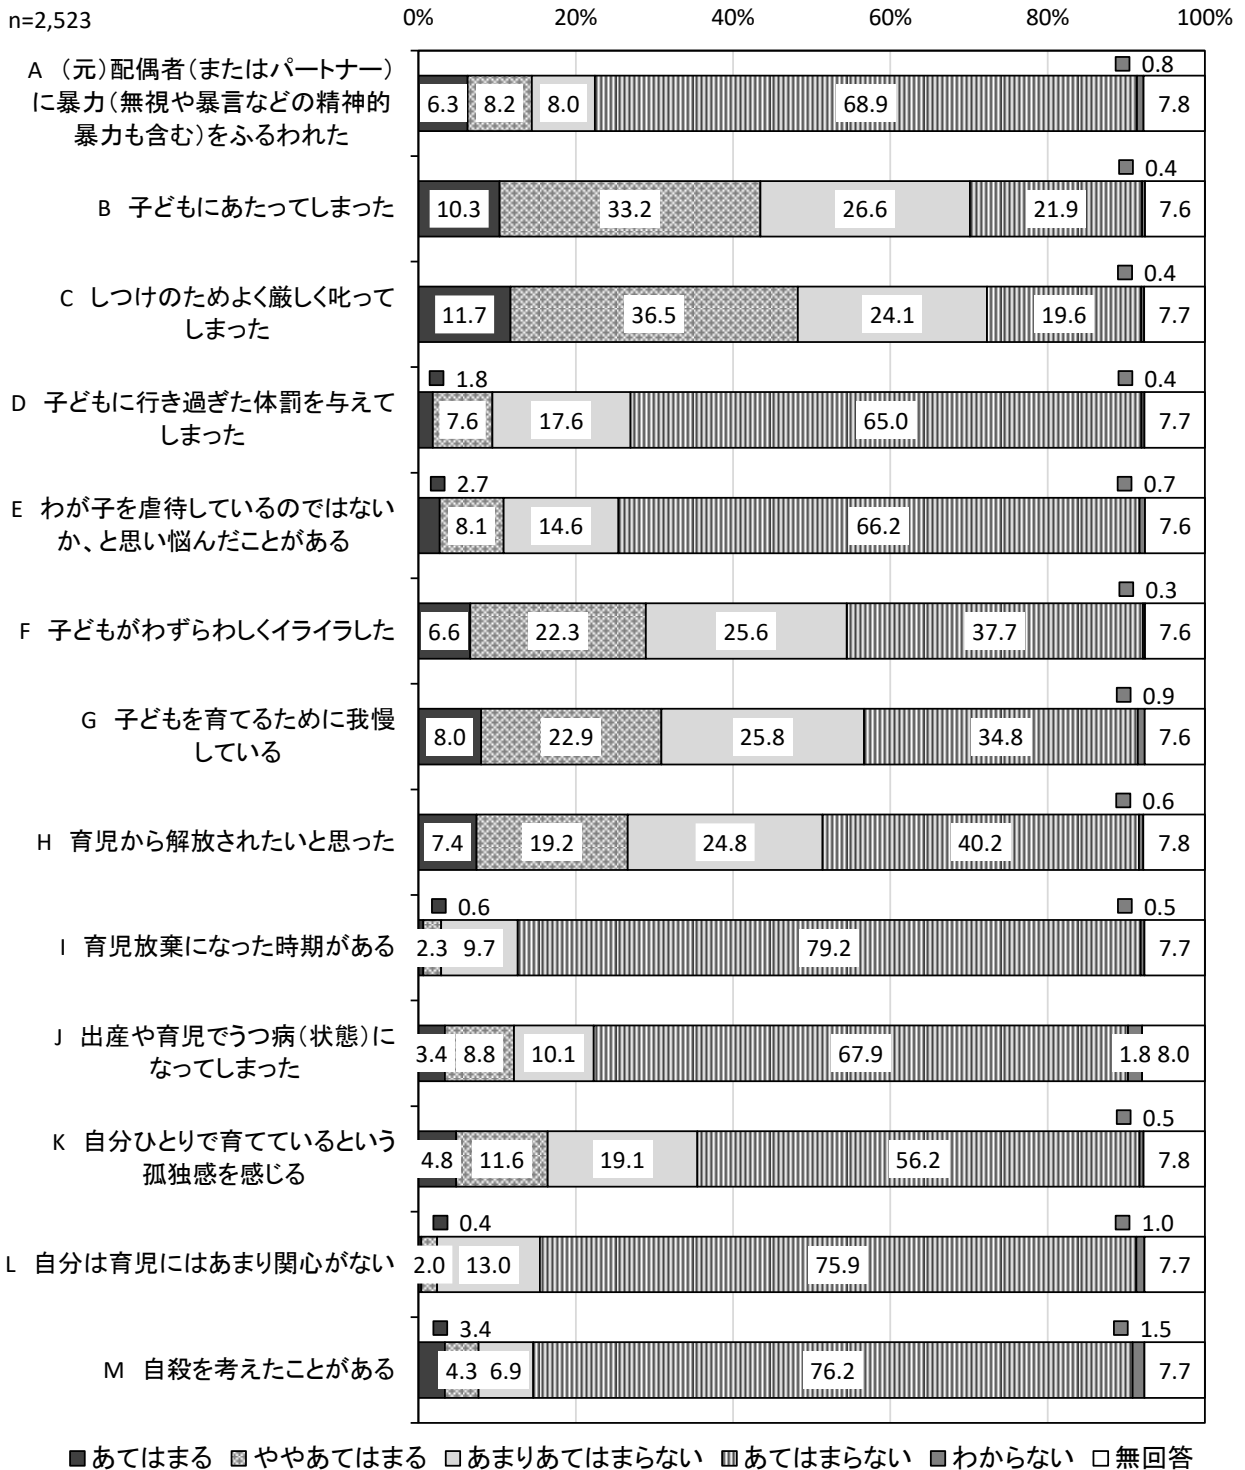 n=2,523
0% 20% 40% 60% 80% 100%
A （元）配偶者（またはパートナー）
に暴力（無視や暴言などの精神的
暴力も含む）をふるわれた
0.8
6.3 8.2 8.0 68.9 7.8
0.4
B 子どもにあたってしまった
10.3 33.2 26.6 21.9 7.6
0.4
C しつけのためよく厳しく叱って
しまった
11.7 36.5 24.1 19.6 7.7
1.8 0.4
D 子どもに行き過ぎた体罰を与えて
しまった
7.6 17.6 65.0 7.7
2.7 0.7
E わが子を虐待しているのではない
か、と思い悩んだことがある
8.1 14.6 66.2 7.6
0.3
F 子どもがわずらわしくイライラした
6.6 22.3 25.6 37.7 7.6
0.9
G 子どもを育てるために我慢
している
8.0 22.9 25.8 34.8 7.6
0.6
H 育児から解放されたいと思った
7.4 19.2 24.8 40.2 7.8
0.6 0.5
I 育児放棄になった時期がある
2.3 9.7 79.2 7.7
J 出産や育児でうつ病（状態）に
なってしまった
3.4 8.8 10.1 67.9 1.8 8.0
0.5
K 自分ひとりで育てているという
孤独感を感じる
4.8 11.6 19.1 56.2 7.8
0.4 1.0
L 自分は育児にはあまり関心がない
2.0 13.0 75.9 7.7
3.4 1.5
M 自殺を考えたことがある
4.3 6.9 76.2 7.7
あてはまる ややあてはまる あまりあてはまらない あてはまらない わからない 無回答